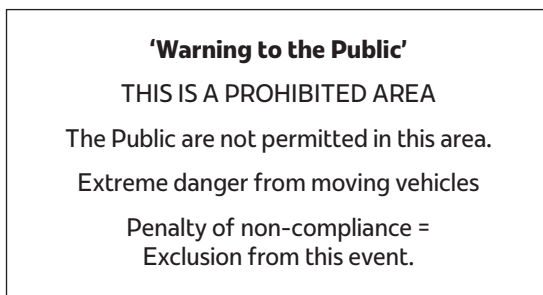 ‘Warning to the Public’
THIS IS A PROHIBITED AREA
The Public are not permitted in this area.
Extreme danger from moving vehicles
Penalty of non-compliance =
Exclusion from this event.